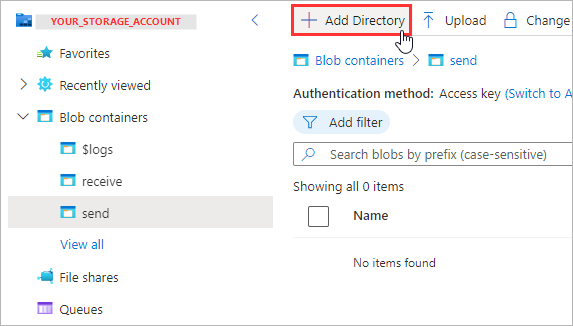 YOUR_STORAGE_ACCOUNT
Favorites
Recently viewed
Blob containers
$logs
receive
send
View all
File shares
Queues
Add Directory Upload Change
Blob containers > send
Authentication method: Access key (Switch to A
Add filter
Search blobs by prefix (case-sensitive)
Showing all 0 items
Name
No items found